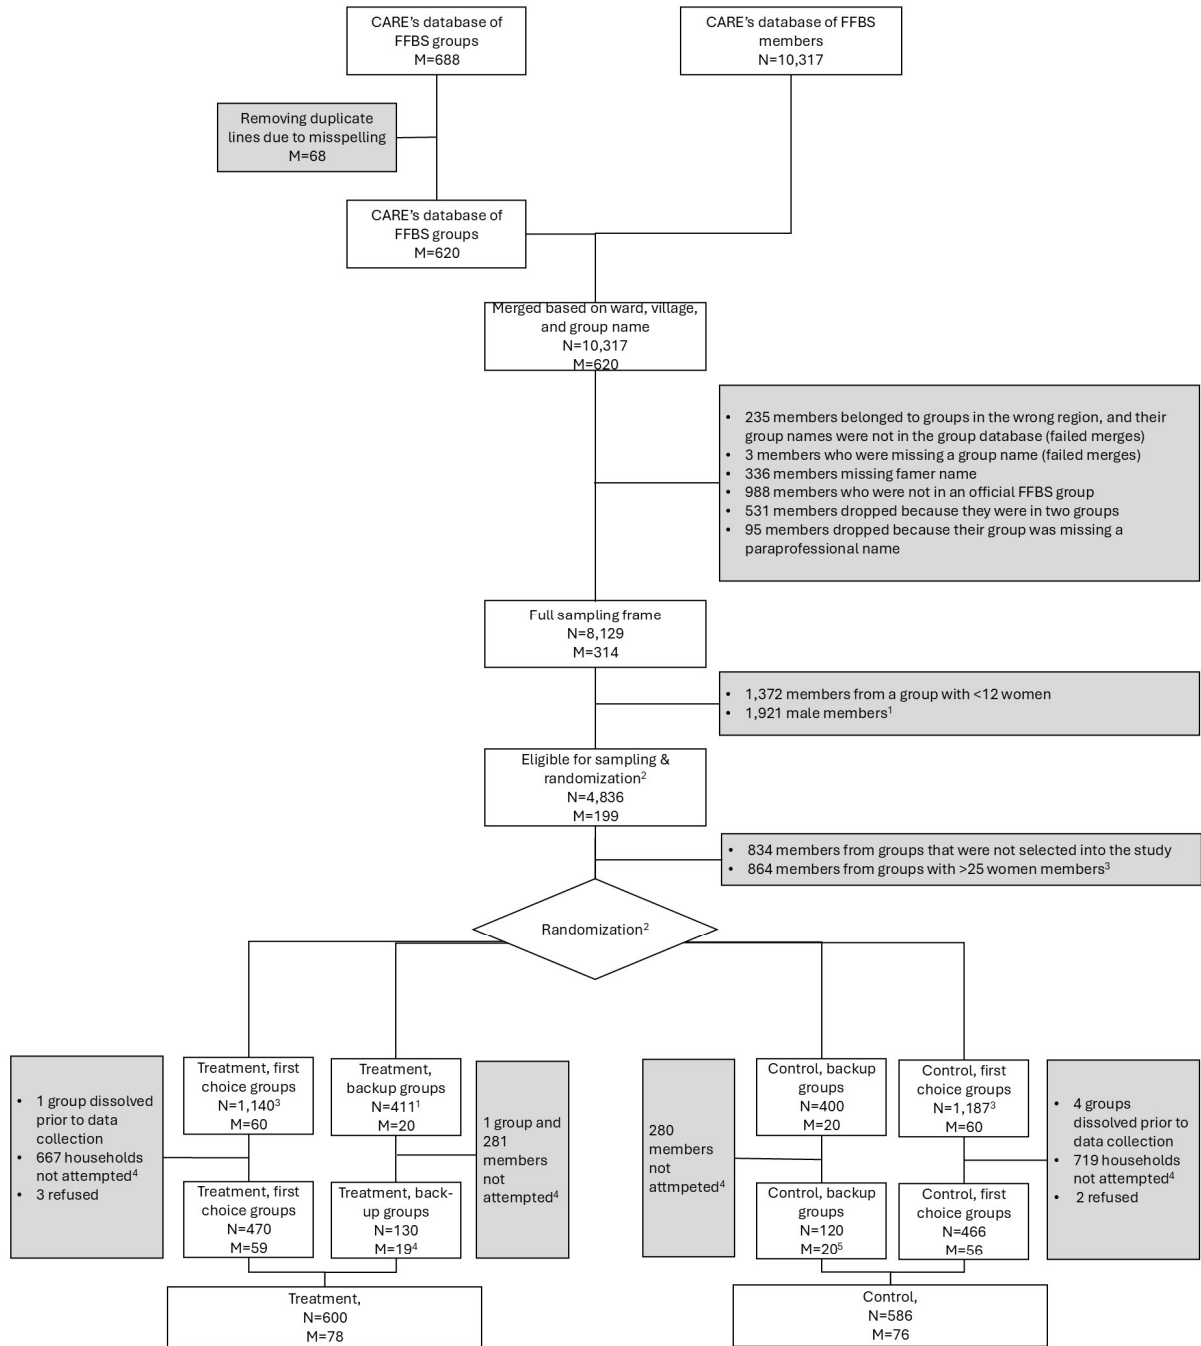 CARE’s database of
FFBS groups
M=688
CARE’s database of FFBS
members
N=10,317
Removing duplicate
lines due to misspelling
M=68
CARE’s database of
FFBS groups
M=620
Merged based on ward, village,
and group name
N=10,317
M=620
• 235 members belonged to groups in the wrong region, and their
group names were not in the group database (failed merges)
• 3 members who were missing a group name (failed merges)
• 336 members missing famer name
• 988 members who were not in an official FFBS group
• 531 members dropped because they were in two groups
• 95 members dropped because their group was missing a
paraprofessional name
Full sampling frame
N=8,129
M=314
• 1,372 members from a group with <12 women
• 1,921 male members¹
Eligible for sampling &
randomization²
N=4,836
M=199
• 834 members from groups that were not selected into the study
• 864 members from groups with >25 women members³
Randomization²
• 1 group dissolved
prior to data
collection
• 667 households
not attempted⁴
• 3 refused
Treatment, first
choice groups
N=1,140³
M=60
Treatment,
backup groups
N=411¹
M=20
1 group and
281
members
not
attempted⁴
280
members
not
attmpeted⁴
Control, backup
groups
N=400
M=20
Control, first
choice groups
N=1,187³
M=60
• 4 groups
dissolved prior to
data collection
• 719 households
not attempted⁴
• 2 refused
Treatment, first
choice groups
N=470
M=59
Treatment, back-
up groups
N=130
M=19⁴
Control, backup
groups
N=120
M=20⁵
Control, first
choice groups
N=466
M=56
Treatment,
N=600
M=78
Control,
N=586
M=76